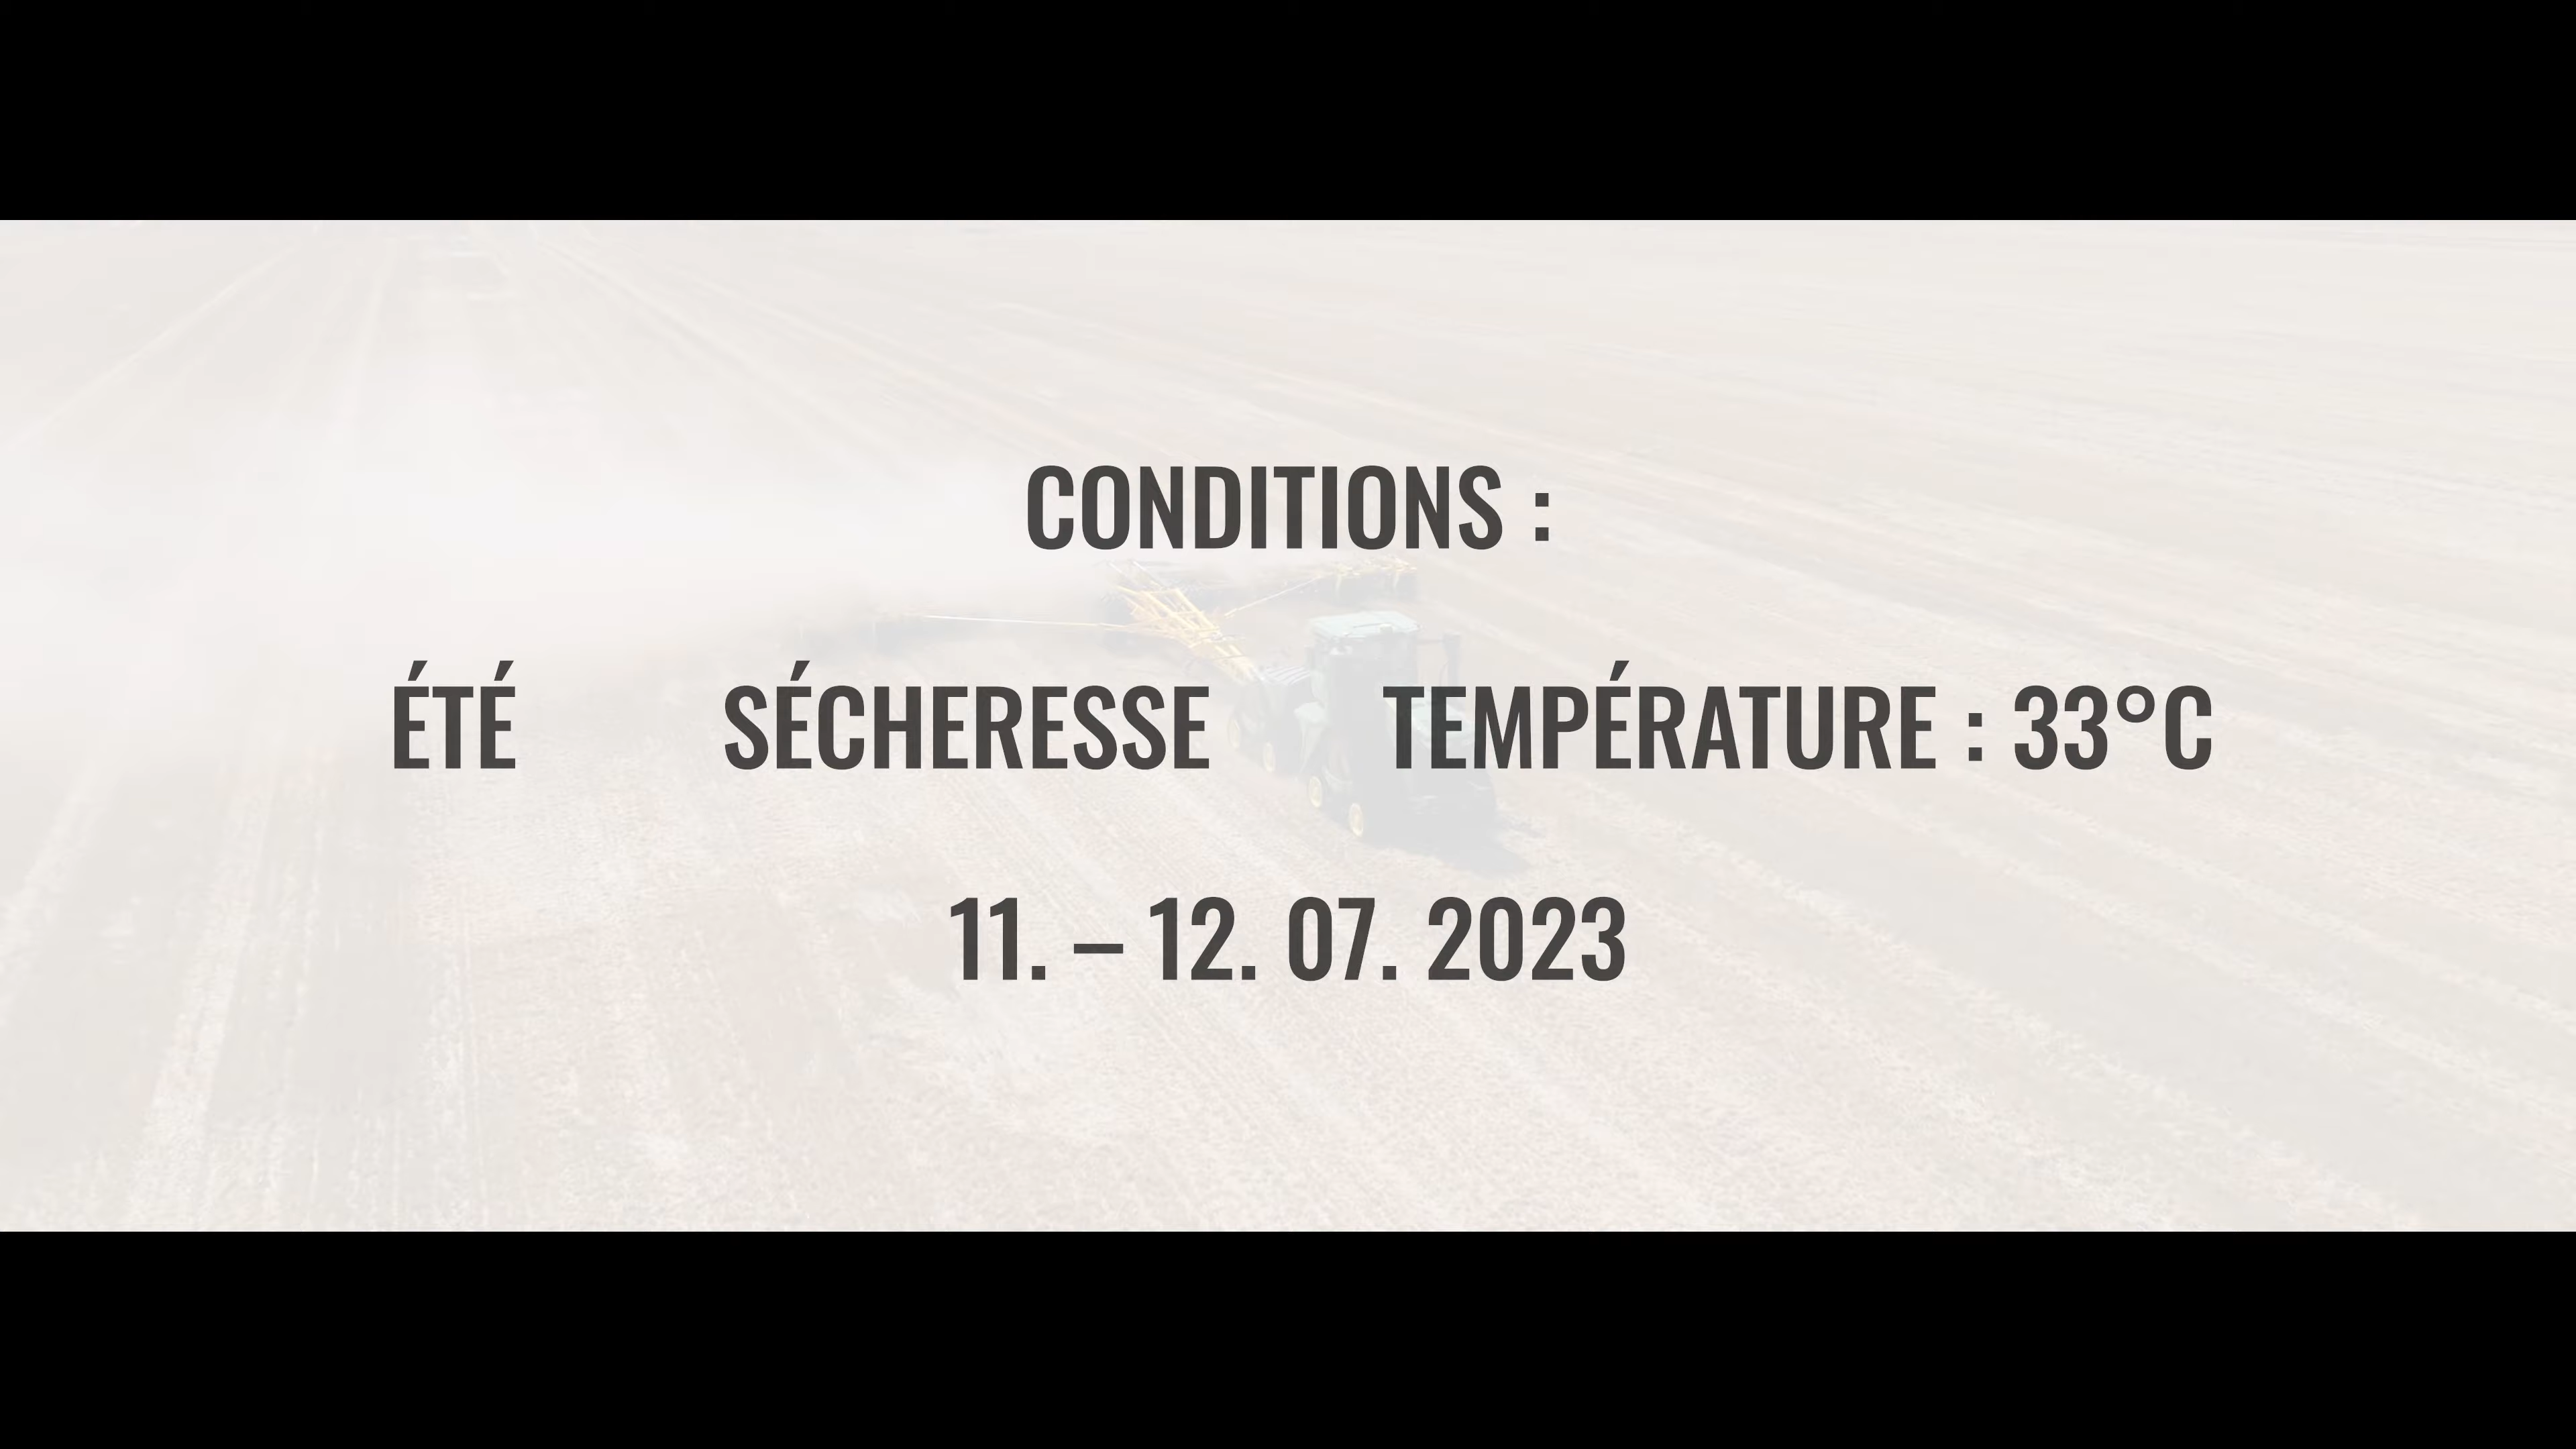 CONDITIONS :
ÉTÉ SÉCHERESSE TEMPÉRATURE : 33°C
11. – 12. 07. 2023